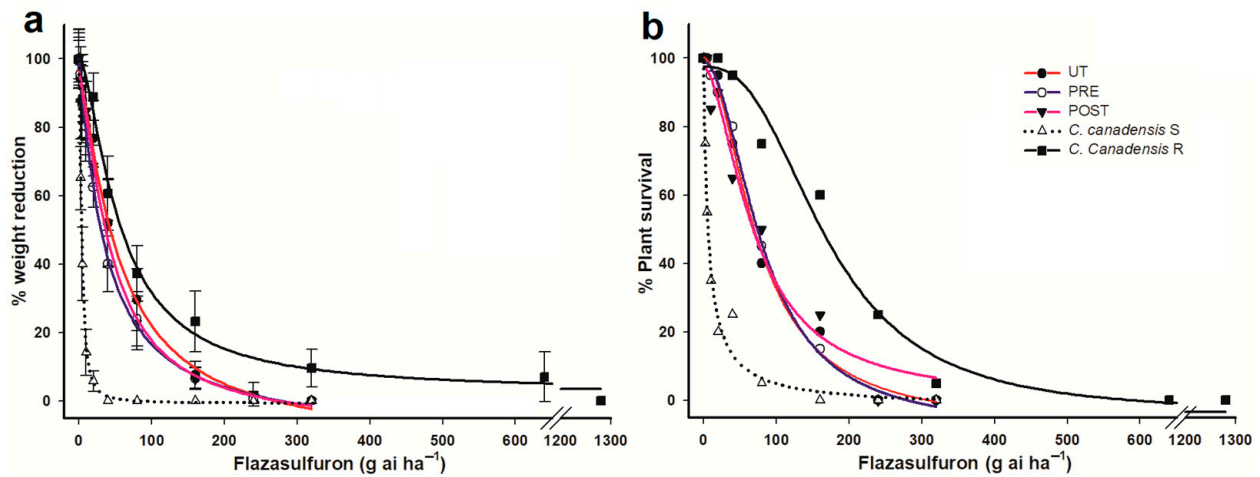 a
% weight reduction
100
80
60
40
20
0
0 100 200 300 400 500 600 1200 1300
Flazasulfuron (g ai ha⁻¹)
b
% Plant survival
100
80
60
40
20
0
0 100 200 300 400 500 600 1200 1300
Flazasulfuron (g ai ha⁻¹)
UT
PRE
POST
C. canadensis S
C. Canadensis R